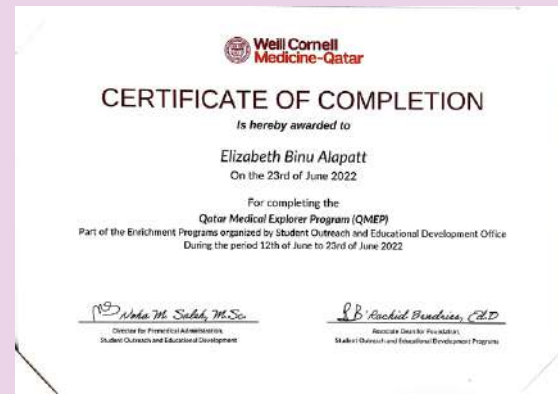 Weill Cornell
Medicine-Qatar
CERTIFICATE OF COMPLETION
Is hereby awarded to
Elizabeth Binu Alapatt
On the 23rd of June 2022
For completing the
Qatar Medical Explorer Program (QMEP)
Part of the Enrichment Programs organized by Student Outreach and Educational Development Office
During the period 12th of June to 23rd of June 2022
Noha M. Saleh, M.Sc.
Director for Premedical Administration,
Student Outreach and Educational Development
Rachid Bendriss, Ed.D
Associate Dean for Foundation,
Student Outreach and Educational Development Programs